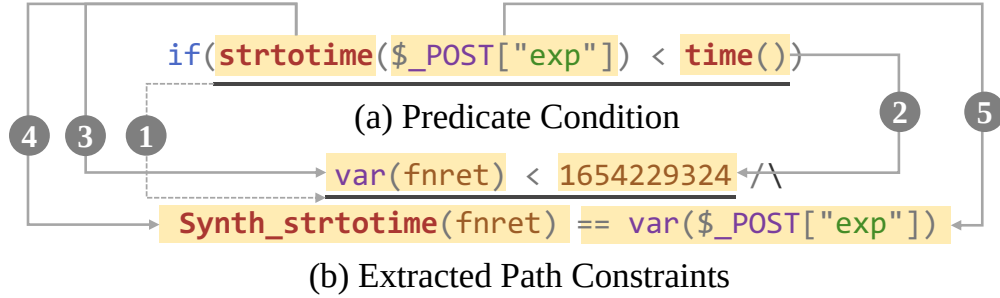 if(strtotime($_POST["exp"]) < time())
(a) Predicate Condition
4 3 1 2 5
var(fnret) < 1654229324 /\
Synth_strtotime(fnret) == var($_POST["exp"])
(b) Extracted Path Constraints